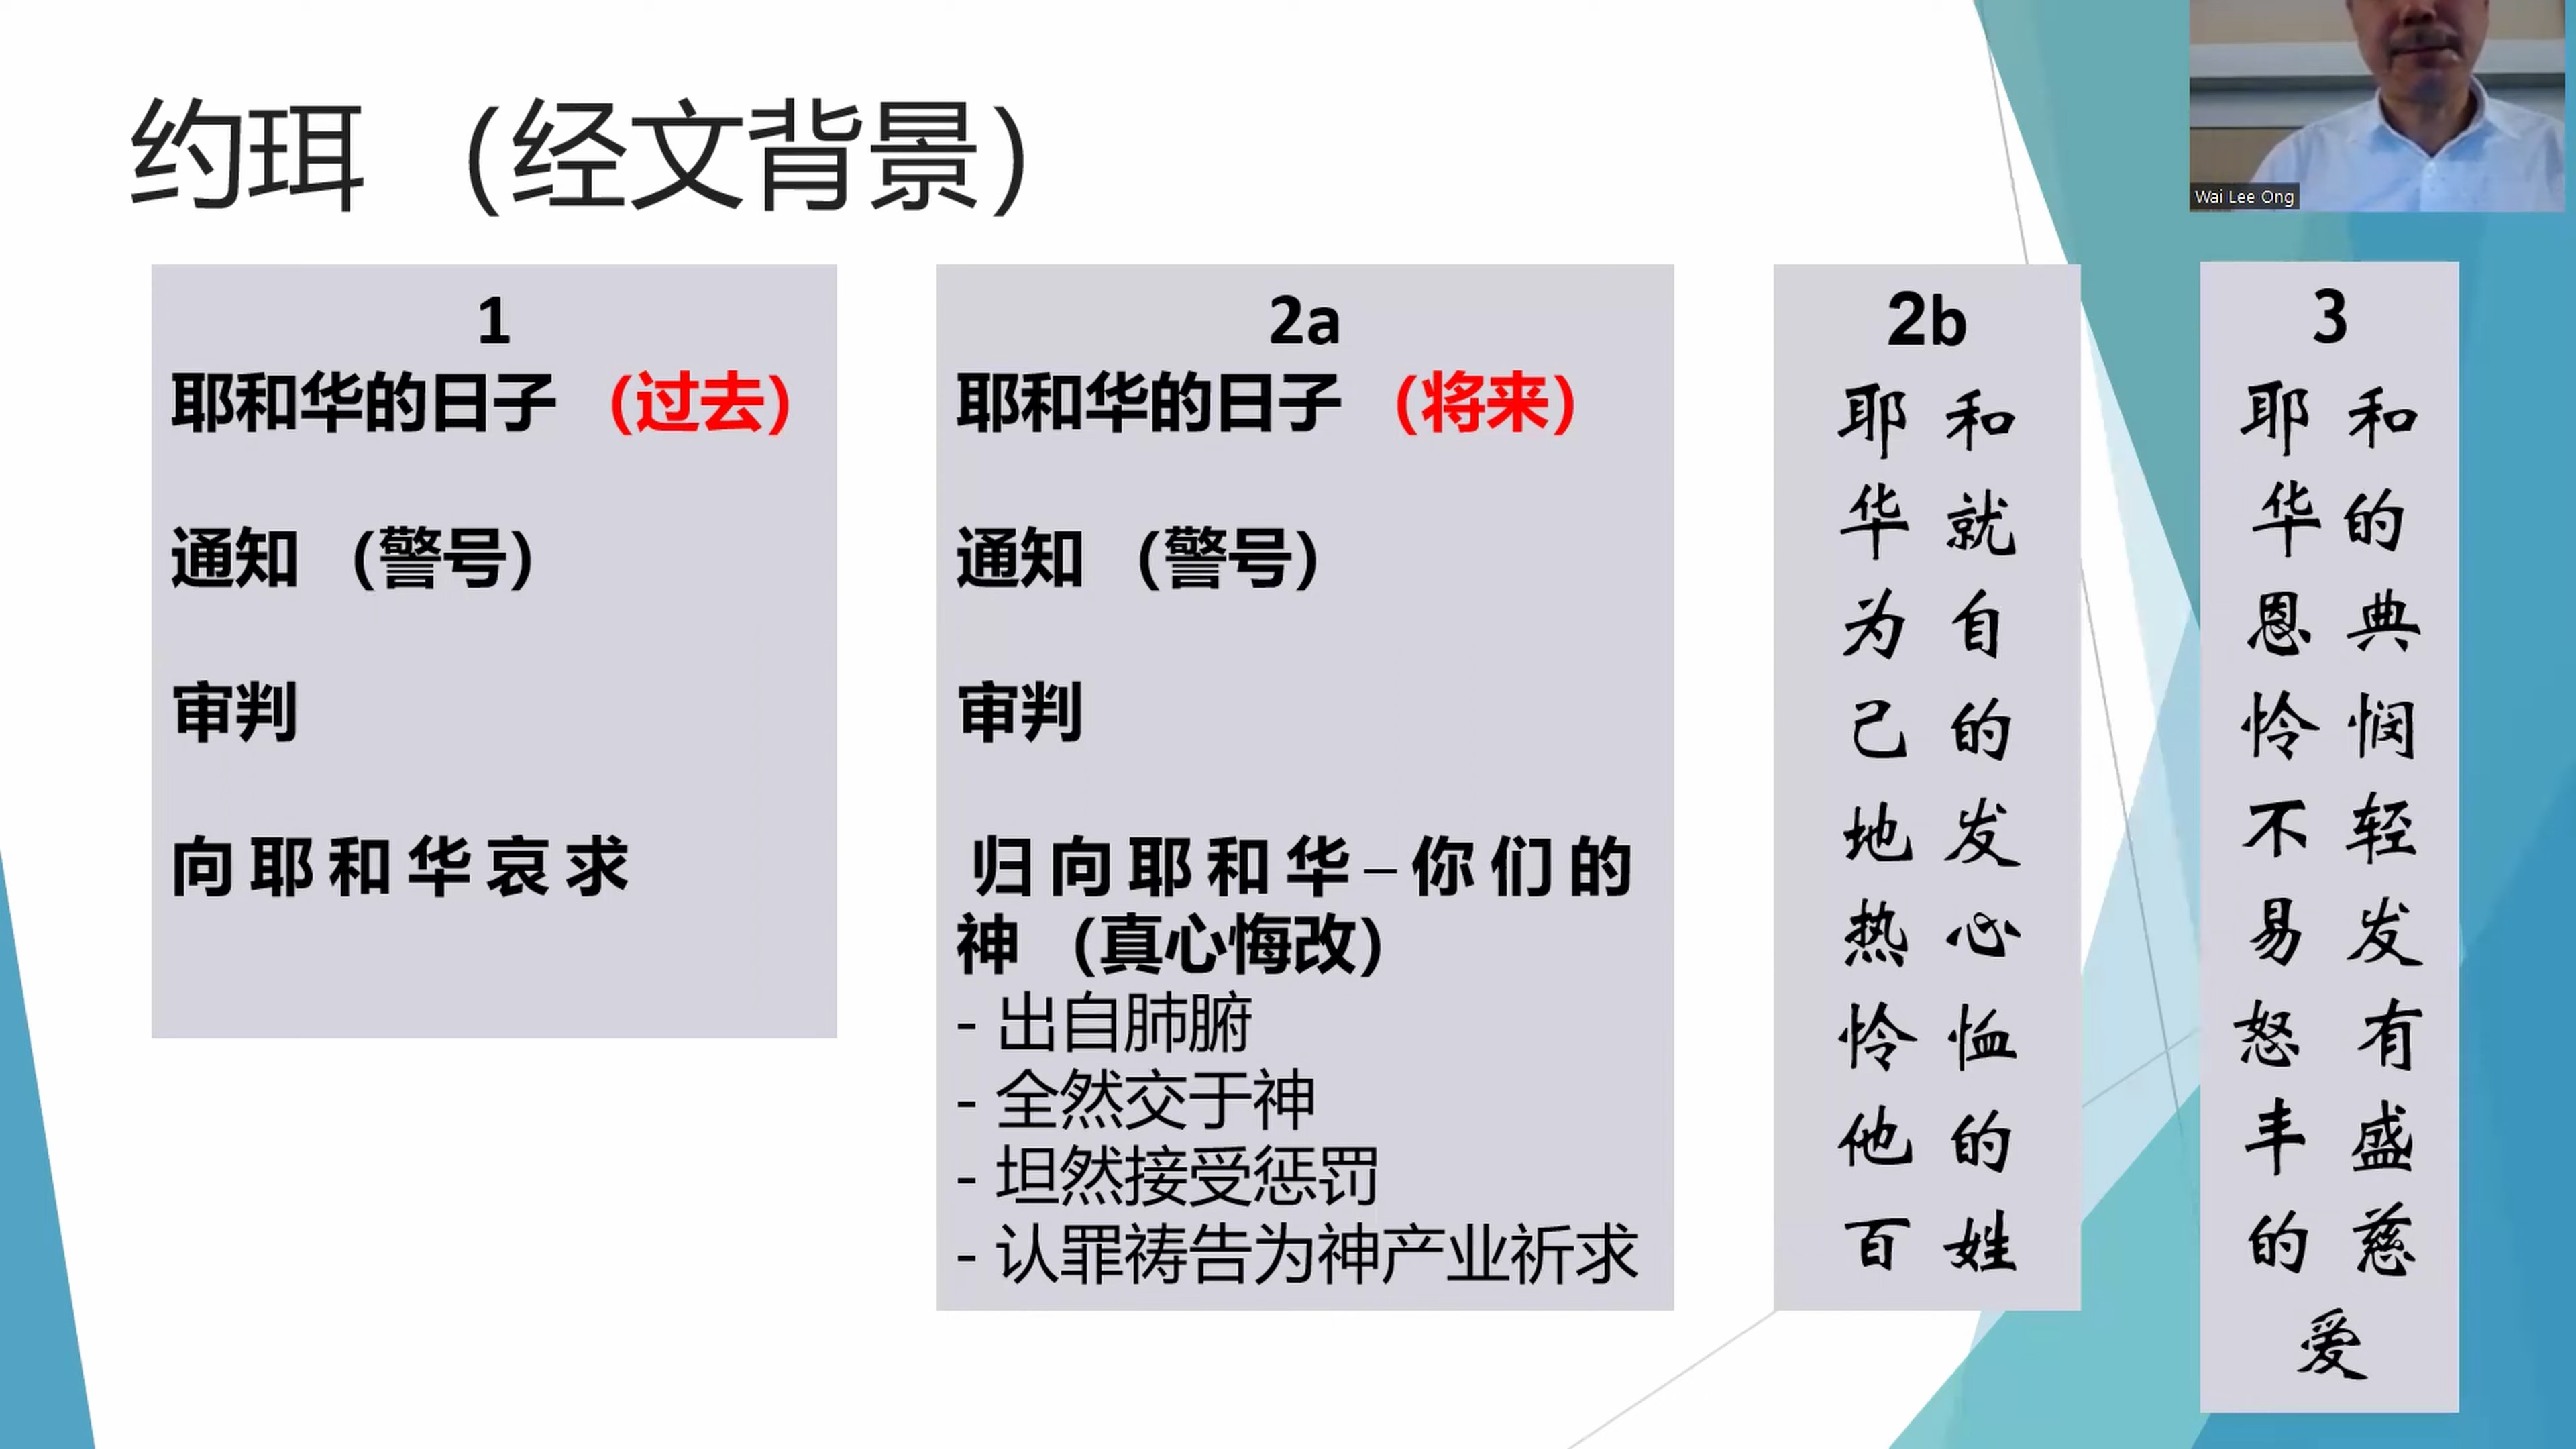 约珥 （经文背景）
Wai Lee Ong
1
耶和华的日子 （过去）
通知 （警号）
审判
向 耶 和 华 哀 求
2a
耶和华的日子 （将来）
通知 （警号）
审判
归 向 耶 和 华 – 你 们 的
神 （真心悔改）
- 出自肺腑
- 全然交于神
- 坦然接受惩罚
- 认罪祷告为神产业祈求
2b
耶 和
华 就
为 自
己 的
地 发
热 心
怜 恤
他 的
百 姓
3
耶 和
华 的
恩 典
怜 悯
不 轻
易 发
怒 有
丰 盛
的 慈
爱